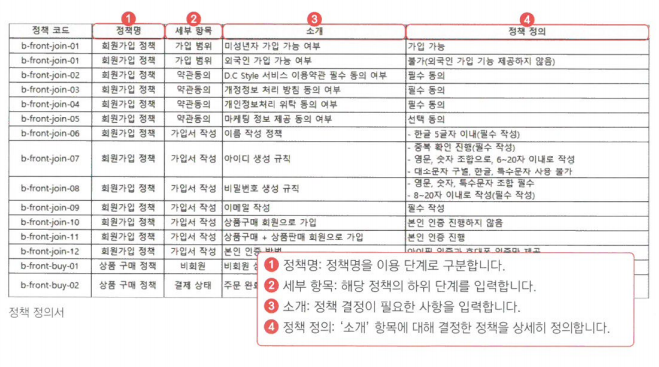 1 2 3 4
정책 코드 정책명 세부 항목 소개 정책 정의
b-front-join-01 회원가입 정책 가입 범위 미성년자 가입 가능 여부 가입 가능
b-front-join-01 회원가입 정책 가입 범위 외국인 가입 가능 여부 불가(외국인 가입 기능 제공하지 않음)
b-front-join-02 회원가입 정책 약관동의 D.C Style 서비스 이용약관 필수 동의 여부 필수 동의
b-front-join-03 회원가입 정책 약관동의 개정정보 처리 방침 동의 여부 필수 동의
b-front-join-04 회원가입 정책 약관동의 개인정보처리 위탁 동의 여부 필수 동의
b-front-join-05 회원가입 정책 약관동의 마케팅 정보 제공 동의 여부 선택 동의
b-front-join-06 회원가입 정책 가입서 작성 이름 작성 정책 - 한글 5글자 이내(필수 작성)
b-front-join-07 회원가입 정책 가입서 작성 아이디 생성 규칙 - 중복 확인 진행(필수 작성)
- 영문, 숫자 조합으로, 6~20자 이내로 작성
- 대소문자 구별, 한글, 특수문자 사용 불가
b-front-join-08 회원가입 정책 가입서 작성 비밀번호 생성 규칙 - 영문, 숫자, 특수문자 조합 필수
- 8~20자 이내로 작성(필수 작성)
b-front-join-09 회원가입 정책 가입서 작성 이메일 작성 필수 작성
b-front-join-10 회원가입 정책 가입서 작성 상품구매 회원으로 가입 본인 인증 진행하지 않음
b-front-join-11 회원가입 정책 가입서 작성 상품구매 + 상품판매 회원으로 가입 본인 인증 진행
b-front-join-12 회원가입 정책 가입서 작성 본인 인증
b-front-buy-01 상품 구매 정책 비회원 비회원
b-front-buy-02 상품 구매 정책 결제 상태 주문
1 정책명: 정책명을 이용 단계로 구분합니다.
2 세부 항목: 해당 정책의 하위 단계를 입력합니다.
3 소개: 정책 결정이 필요한 사항을 입력합니다.
4 정책 정의: '소개' 항목에 대해 결정한 정책을 상세히 정의합니다.
정책 정의서